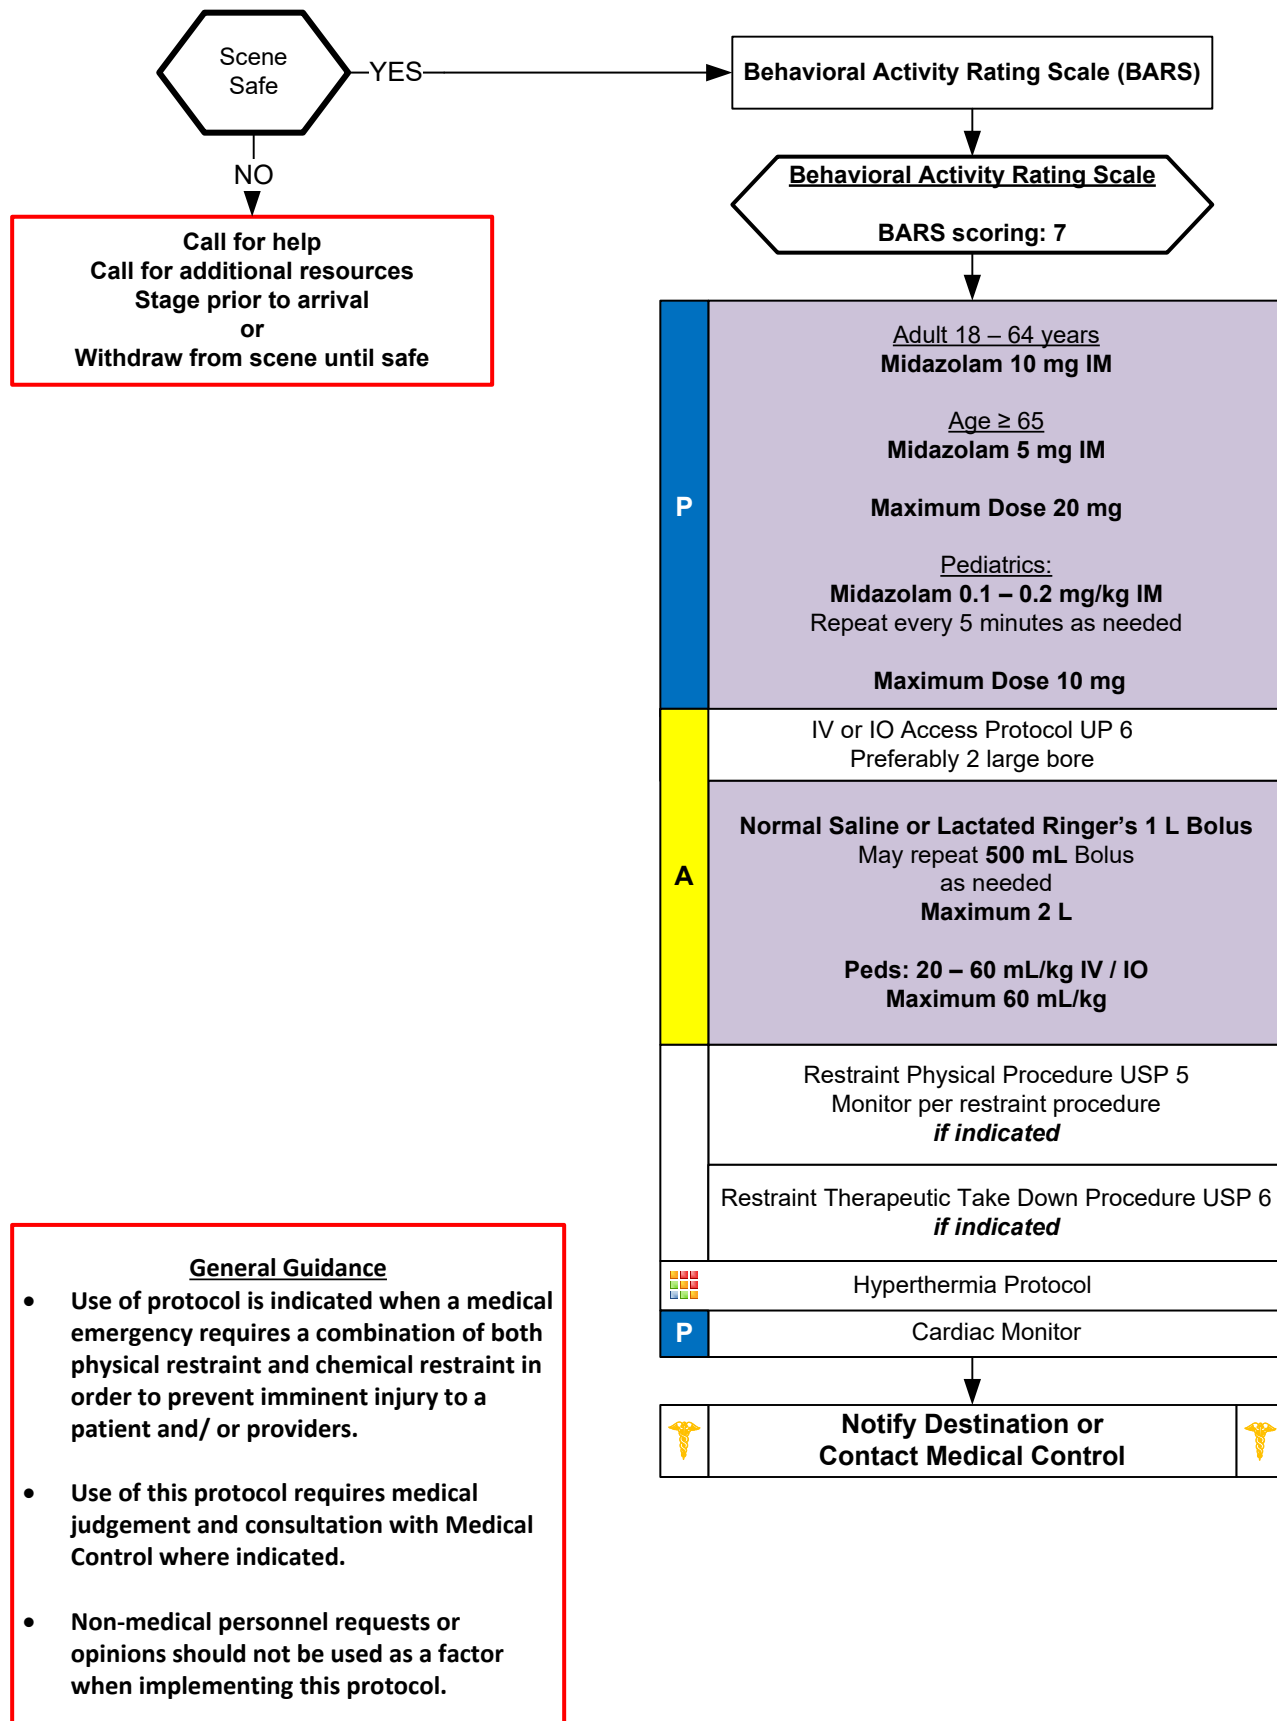 Scene
Safe
YES
NO
Call for help
Call for additional resources
Stage prior to arrival
or
Withdraw from scene until safe
Behavioral Activity Rating Scale (BARS)
Behavioral Activity Rating Scale
BARS scoring: 7
P
Adult 18 – 64 years
Midazolam 10 mg IM
Age ≥ 65
Midazolam 5 mg IM
Maximum Dose 20 mg
Pediatrics:
Midazolam 0.1 – 0.2 mg/kg IM
Repeat every 5 minutes as needed
Maximum Dose 10 mg
A
IV or IO Access Protocol UP 6
Preferably 2 large bore
Normal Saline or Lactated Ringer’s 1 L Bolus
May repeat 500 mL Bolus
as needed
Maximum 2 L
Peds: 20 – 60 mL/kg IV / IO
Maximum 60 mL/kg
Restraint Physical Procedure USP 5
Monitor per restraint procedure
if indicated
Restraint Therapeutic Take Down Procedure USP 6
if indicated
Hyperthermia Protocol
P
Cardiac Monitor
Notify Destination or
Contact Medical Control
General Guidance
• Use of protocol is indicated when a medical
emergency requires a combination of both
physical restraint and chemical restraint in
order to prevent imminent injury to a
patient and/ or providers.
• Use of this protocol requires medical
judgement and consultation with Medical
Control where indicated.
• Non-medical personnel requests or
opinions should not be used as a factor
when implementing this protocol.